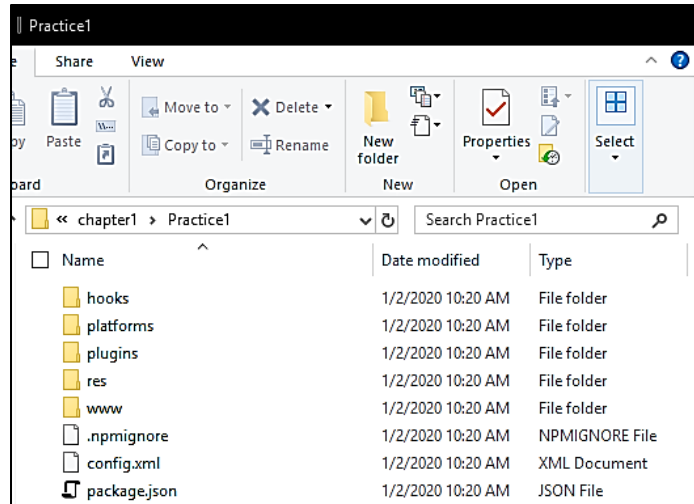 Practice1
Share View
Paste
Move to
Copy to
Delete
Rename
New folder
Properties
Select
Organize New Open
« chapter1 > Practice1 Search Practice1
Name Date modified Type
hooks 1/2/2020 10:20 AM File folder
platforms 1/2/2020 10:20 AM File folder
plugins 1/2/2020 10:20 AM File folder
res 1/2/2020 10:20 AM File folder
www 1/2/2020 10:20 AM File folder
.npmignore 1/2/2020 10:20 AM NPMIGNORE File
config.xml 1/2/2020 10:20 AM XML Document
package.json 1/2/2020 10:20 AM JSON File